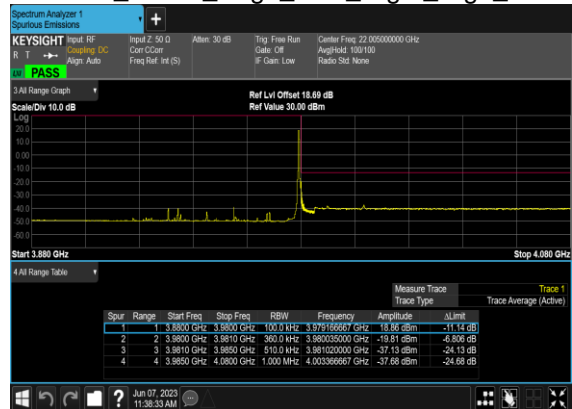 Spectrum Analyzer 1
Spurious Emissions
+
KEYSIGHT Input: RF Input Z: 50 Ω Atten: 30 dB Trig: Free Run Center Freq: 22.005000000 GHz
R T Coupling: DC Corr CCorr Gate: Off Avg|Hold: 100/100
Align: Auto Freq Ref: Int (S) IF Gain: Low Radio Std: None
PASS
3 All Range Graph Ref Lvl Offset 18.69 dB
Scale/Div 10.0 dB Ref Value 30.00 dBm
Log
20.0
10.0
0.00
-10.0
-20.0
-30.0
-40.0
-50.0
-60.0
Start 3.880 GHz Stop 4.080 GHz
4 All Range Table
Measure Trace Trace 1
Trace Type Trace Average (Active)
Spur Range Start Freq Stop Freq RBW Frequency Amplitude ΔLimit
1 1 3.8800 GHz 3.9800 GHz 100.0 kHz 3.979166667 GHz 18.86 dBm -11.14 dB
2 2 3.9800 GHz 3.9810 GHz 360.0 kHz 3.980035000 GHz -19.81 dBm -6.806 dB
3 3 3.9810 GHz 3.9850 GHz 510.0 kHz 3.981020000 GHz -37.13 dBm -24.13 dB
4 4 3.9850 GHz 4.0800 GHz 1.000 MHz 4.003366667 GHz -37.68 dBm -24.68 dB
? Jun 07, 2023
11:38:33 AM